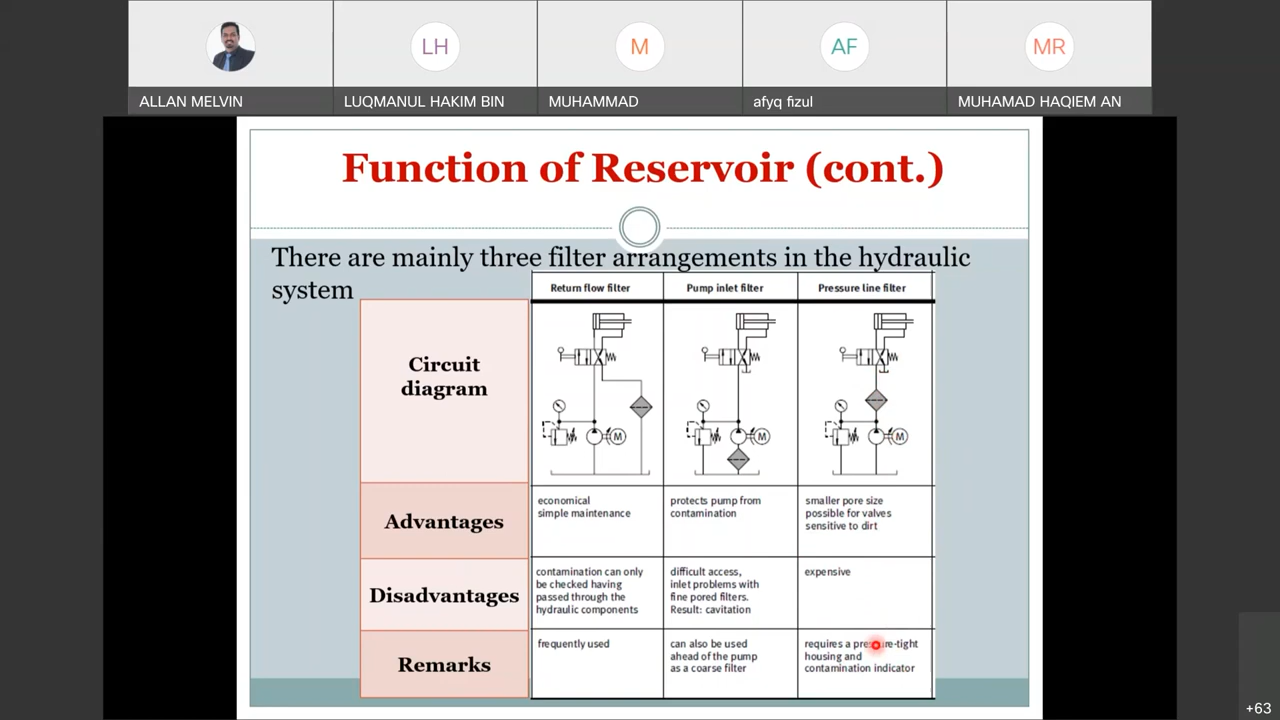 LH
M
AF
MR
ALLAN MELVIN
LUQMANUL HAKIM BIN
MUHAMMAD
afyq fizul
MUHAMAD HAQIEM AN
Function of Reservoir (cont.)
There are mainly three filter arrangements in the hydraulic
system
Return flow filter
Pump inlet filter
Pressure line filter
Circuit
diagram
M
M
M
Advantages
economical
simple maintenance
protects pump from
contamination
smaller pore size
possible for valves
sensitive to dirt
Disadvantages
contamination can only
be checked having
passed through the
hydraulic components
difficult access,
inlet problems with
fine pored filters.
Result: cavitation
expensive
Remarks
frequently used
can also be used
ahead of the pump
as a coarse filter
requires a pressure-tight
housing and
contamination indicator
+63